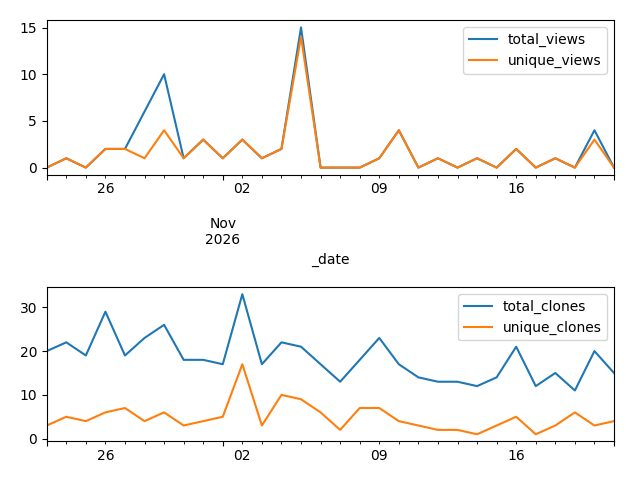 15
10
5
0
total_views
unique_views
26
02
09
16
Nov
2026
_date
30
20
10
0
total_clones
unique_clones
26
02
09
16